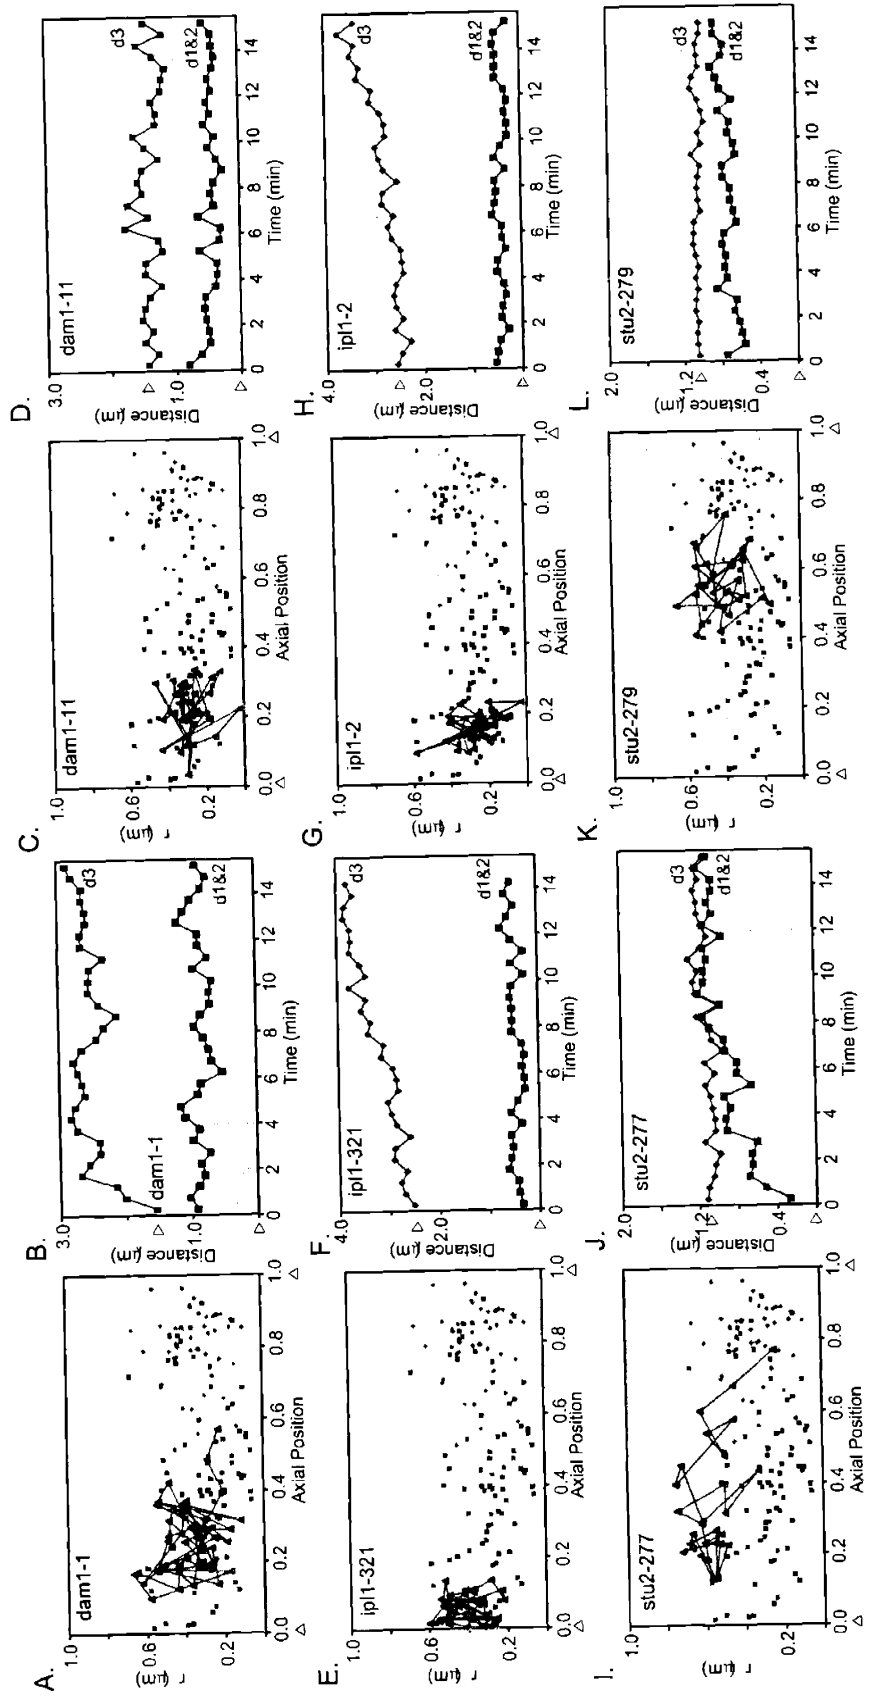 A.
dam1-1
1.0
0.6
0.2
r (μm)
0.0 0.2 0.4 0.6 0.8 1.0
Axial Position
B.
3.0
1.0
Distance (μm)
dam1-1
d3
d1&2
0 2 4 6 8 10 12 14
Time (min)
C.
dam1-11
1.0
0.6
0.2
r (μm)
0.0 0.2 0.4 0.6 0.8 1.0
Axial Position
D.
dam1-11
3.0
1.0
Distance (μm)
d3
d1&2
0 2 4 6 8 10 12 14
Time (min)
E.
ipl1-321
1.0
0.6
0.2
r (μm)
0.0 0.2 0.4 0.6 0.8 1.0
Axial Position
F.
ipl1-321
4.0
2.0
Distance (μm)
d3
d1&2
0 2 4 6 8 10 12 14
Time (min)
G.
ipl1-2
1.0
0.6
0.2
r (μm)
0.0 0.2 0.4 0.6 0.8 1.0
Axial Position
H.
ipl1-2
4.0
2.0
Distance (μm)
d3
d1&2
0 2 4 6 8 10 12 14
Time (min)
I.
stu2-277
1.0
0.2
r (μm)
0.0 0.2 0.4 0.6 0.8 1.0
Axial Position
J.
stu2-277
2.0
1.2
0.4
Distance (μm)
d3
d1&2
0 2 4 6 8 10 12 14
Time (min)
K.
stu2-279
1.0
0.6
0.2
r (μm)
0.0 0.2 0.4 0.6 0.8 1.0
Axial Position
L.
stu2-279
2.0
1.2
0.4
Distance (μm)
d3
d1&2
0 2 4 6 8 10 12 14
Time (min)